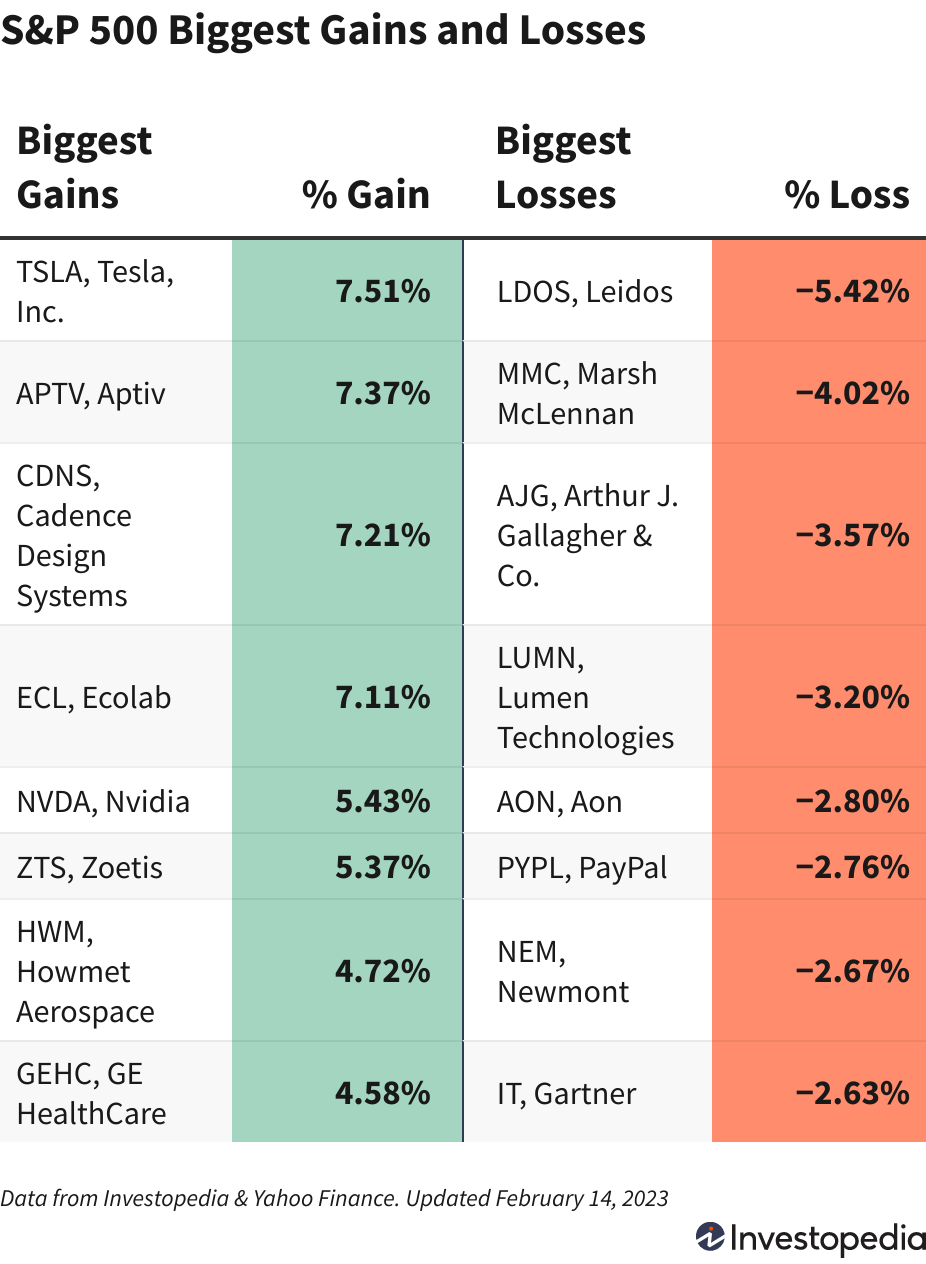 S&P 500 Biggest Gains and Losses
Biggest
Gains
% Gain
Biggest
Losses
% Loss
TSLA, Tesla,
Inc.
7.51%
LDOS, Leidos
−5.42%
APTV, Aptiv
7.37%
MMC, Marsh
McLennan
−4.02%
CDNS,
Cadence
Design
Systems
7.21%
AJG, Arthur J.
Gallagher &
Co.
−3.57%
ECL, Ecolab
7.11%
LUMN,
Lumen
Technologies
−3.20%
NVDA, Nvidia
5.43%
AON, Aon
−2.80%
ZTS, Zoetis
5.37%
PYPL, PayPal
−2.76%
HWM,
Howmet
Aerospace
4.72%
NEM,
Newmont
−2.67%
GEHC, GE
HealthCare
4.58%
IT, Gartner
−2.63%
Data from Investopedia & Yahoo Finance. Updated February 14, 2023
Investopedia